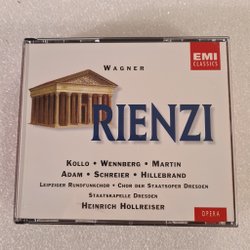 WAGNER
EMI
CLASSICS
RIENZI
KOLLO • WENNBERG • MARTIN
ADAM • SCHREIER • HILLEBRAND
LEIPZIGER RUNDFUNKCHOR • CHOR DER STAATSOPER DRESDEN
STAATSKAPELLE DRESDEN
HEINRICH HOLLREISER
OPERA